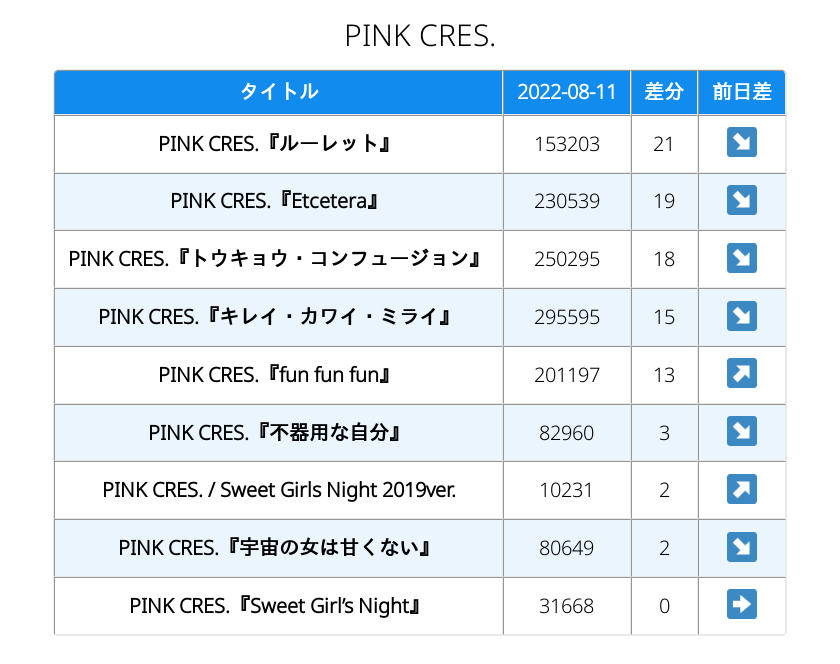 PINK CRES.
タイトル 2022-08-11 差分 前日差
PINK CRES.『ルーレット』 153203 21
PINK CRES.『Etcetera』 230539 19
PINK CRES.『トウキョウ・コンフュージョン』 250295 18
PINK CRES.『キレイ・カワイ・ミライ』 295595 15
PINK CRES.『fun fun fun』 201197 13
PINK CRES.『不器用な自分』 82960 3
PINK CRES. / Sweet Girls Night 2019ver. 10231 2
PINK CRES.『宇宙の女は甘くない』 80649 2
PINK CRES.『Sweet Girl’s Night』 31668 0